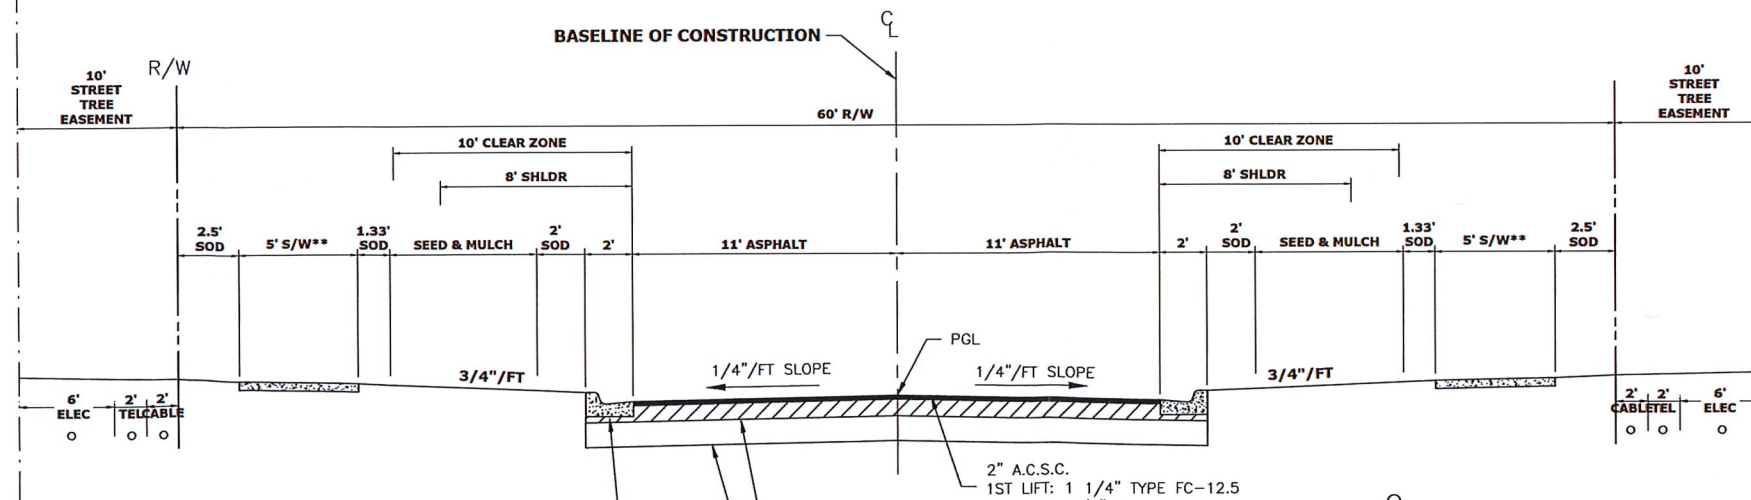 ℄
BASELINE OF CONSTRUCTION
R/W
10'
STREET
TREE
EASEMENT
60' R/W
10'
STREET
TREE
EASEMENT
10' CLEAR ZONE
10' CLEAR ZONE
8' SHLDR
8' SHLDR
2.5'
SOD
5' S/W**
1.33'
SOD
SEED & MULCH
2'
SOD
2'
11' ASPHALT
11' ASPHALT
2'
2'
SOD
SEED & MULCH
1.33'
SOD
5' S/W**
2.5'
SOD
PGL
3/4"/FT
1/4"/FT SLOPE
1/4"/FT SLOPE
3/4"/FT
6'
ELEC
2'
TEL
2'
CABLE
2'
CABLE
2'
TEL
6'
ELEC
2" A.C.S.C.
1ST LIFT: 1 1/4" TYPE FC-12.5